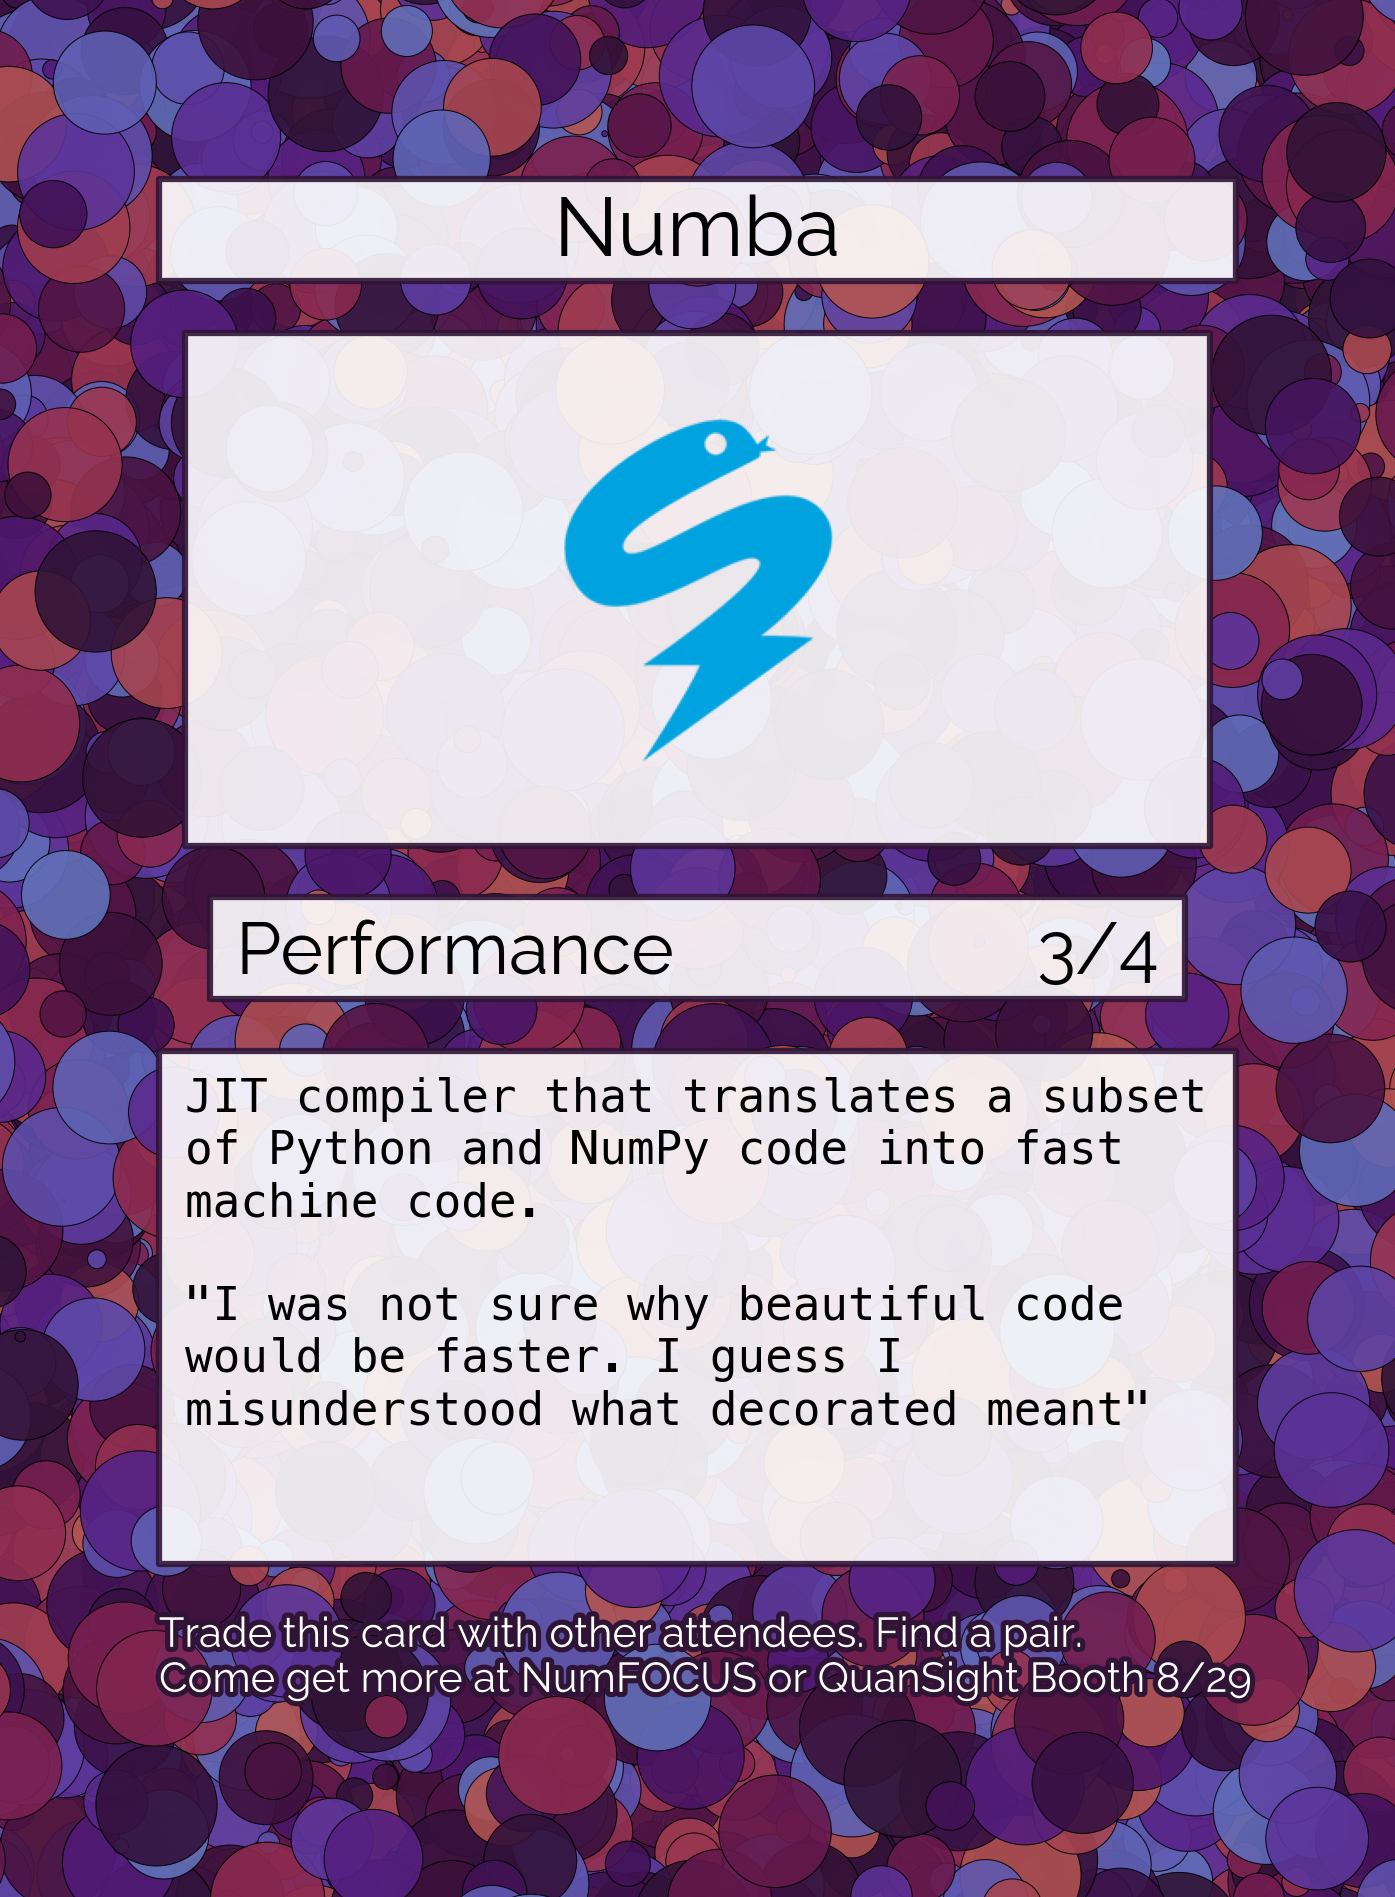 Numba
Performance 3/4
JIT compiler that translates a subset
of Python and NumPy code into fast
machine code.
"I was not sure why beautiful code
would be faster. I guess I
misunderstood what decorated meant"
Trade this card with other attendees. Find a pair.
Come get more at NumFOCUS or QuanSight Booth 8/29